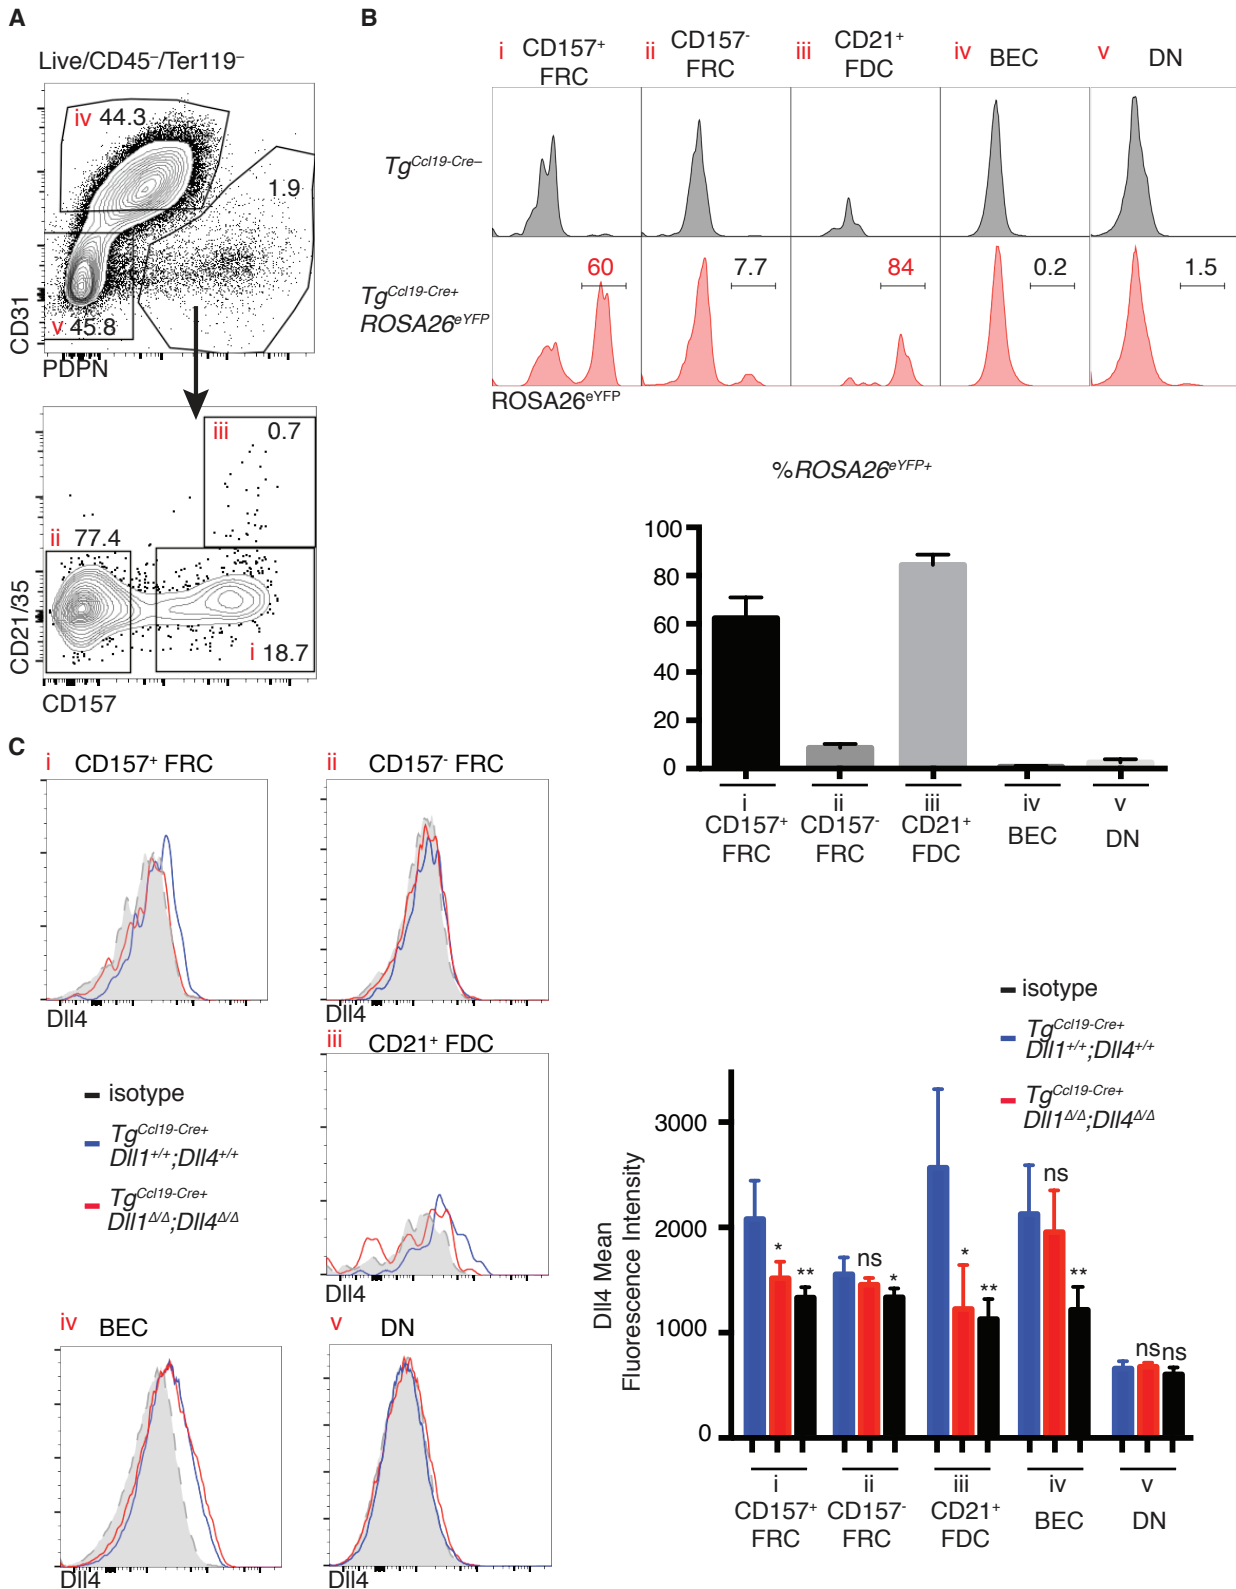 A
Live/CD45⁻/Ter119⁻
iv 44.3
1.9
v 45.8
CD31
PDPN
iii 0.7
ii 77.4
i 18.7
CD21/35
CD157
B
i CD157⁺ FRC
ii CD157⁻ FRC
iii CD21⁺ FDC
iv BEC
v DN
Tg^Ccl19-Cre–
Tg^Ccl19-Cre+
ROSA26^eYFP
60
7.7
84
0.2
1.5
ROSA26^eYFP
%ROSA26^eYFP+
100
80
60
40
20
0
i
CD157⁺
FRC
ii
CD157⁻
FRC
iii
CD21⁺
FDC
iv
BEC
v
DN
C
i CD157⁺ FRC
Dll4
ii CD157⁻ FRC
Dll4
iii CD21⁺ FDC
Dll4
isotype
Tg^Ccl19-Cre+
Dll1^+/+;Dll4^+/+
Tg^Ccl19-Cre+
Dll1^Δ/Δ;Dll4^Δ/Δ
iv BEC
Dll4
v DN
Dll4
isotype
Tg^Ccl19-Cre+
Dll1^+/+;Dll4^+/+
Tg^Ccl19-Cre+
Dll1^Δ/Δ;Dll4^Δ/Δ
Dll4 Mean
Fluorescence Intensity
3000
2000
1000
0
* **
ns *
* **
ns **
ns ns
i
CD157⁺
FRC
ii
CD157⁻
FRC
iii
CD21⁺
FDC
iv
BEC
v
DN